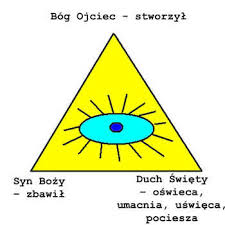 Bóg Ojciec - stworzył
Syn Boży
- zbawił
Duch Święty
- oświeca,
umacnia, uświęca,
pociesza